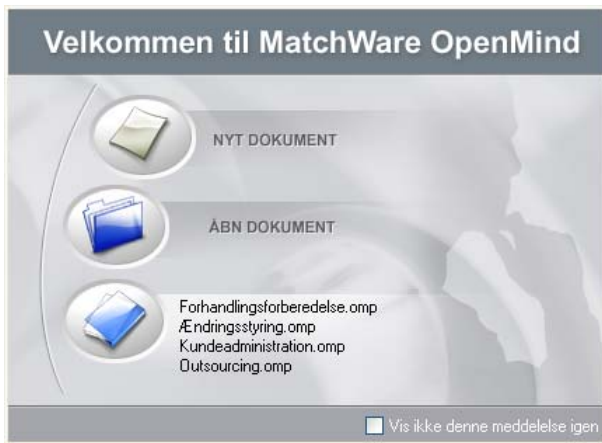 Velkommen til MatchWare OpenMind
NYT DOKUMENT
ÅBN DOKUMENT
Forhandlingsforberedelse.omp
Ændringsstyring.omp
Kundeadministration.omp
Outsourcing.omp
Vis ikke denne meddelelse igen